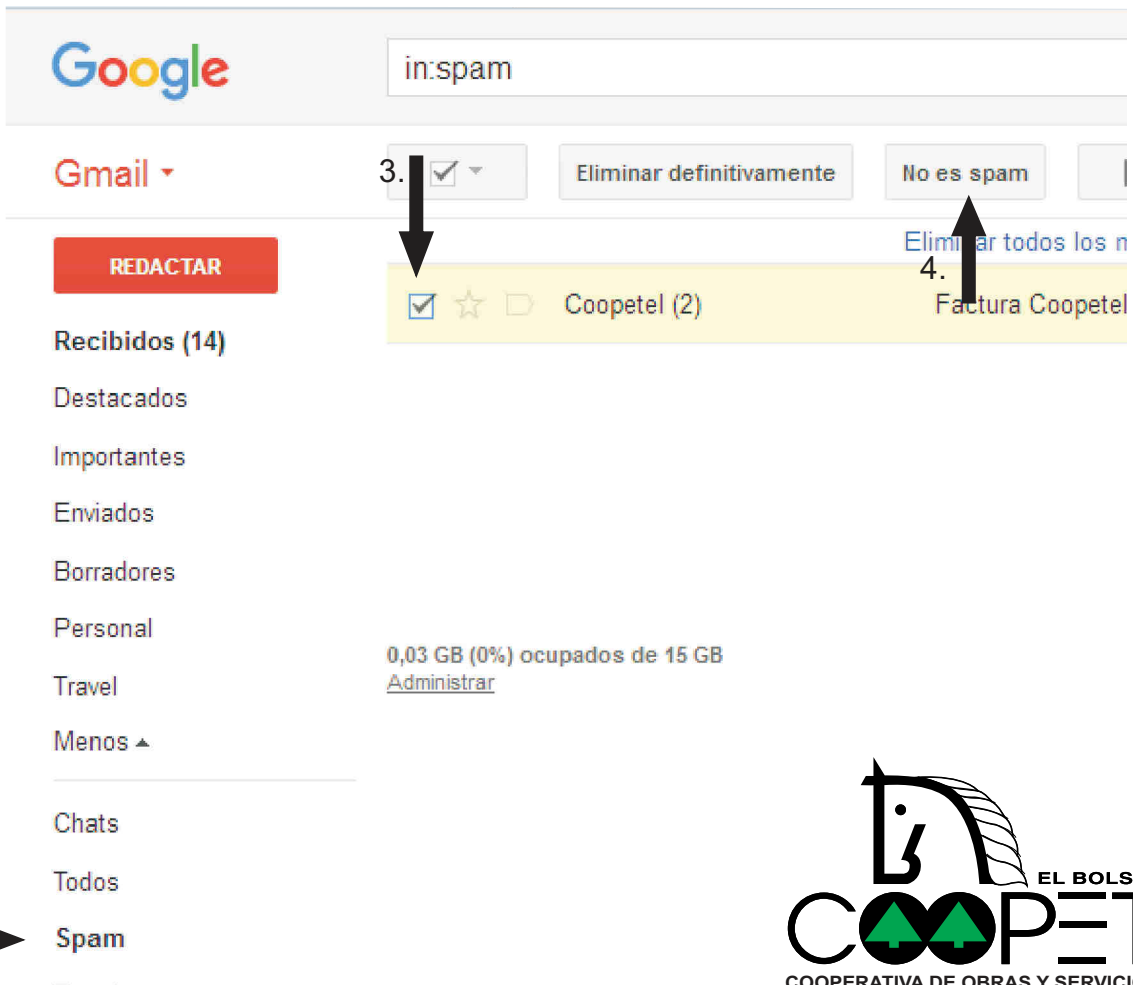 Google
in:spam
Gmail
3.
Eliminar definitivamente
No es spam
REDACTAR
Eliminar todos los
4.
Coopetel (2)
Factura Coopetel
Recibidos (14)
Destacados
Importantes
Enviados
Borradores
Personal
Travel
Menos
0,03 GB (0%) ocupados de 15 GB
Administrar
Chats
Todos
Spam
EL BOLS
COOPET
COOPERATIVA DE OBRAS Y SERVICI